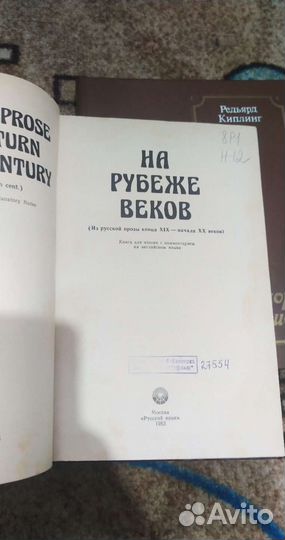 PROSE
TURN
ENTURY
cent.)
Редьярд
Киплинг
8Р1
Н-12
НА
РУБЕЖЕ
ВЕКОВ
(Из русской прозы конца XIX — начала XX веков)
Книга для чтения с комментарием
на английском языке
27554
Москва
«Русский язык»
1983
Avito